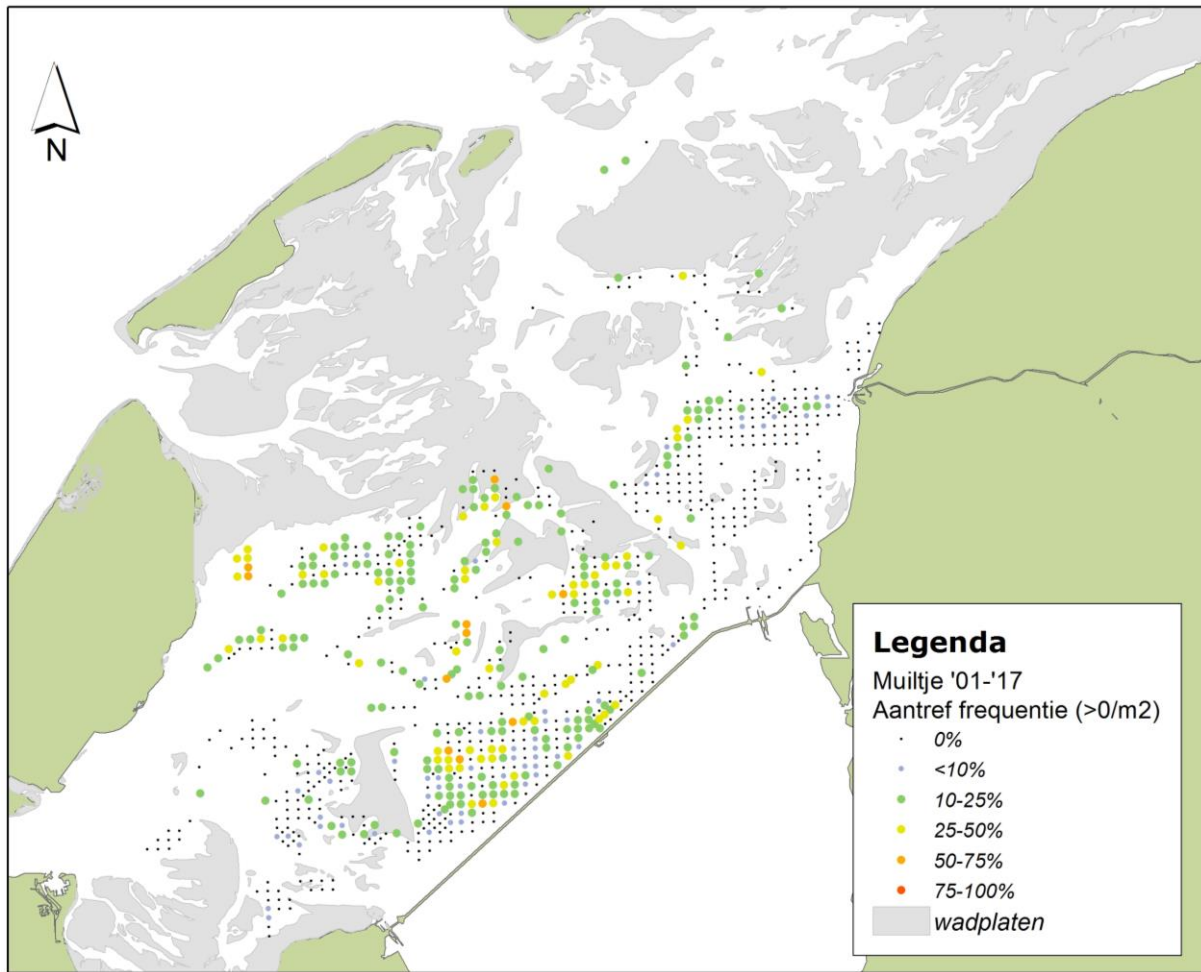 N
Legenda
Muiltje '01-'17
Aantref frequentie (>0/m2)
0%
<10%
10-25%
25-50%
50-75%
75-100%
wadplaten